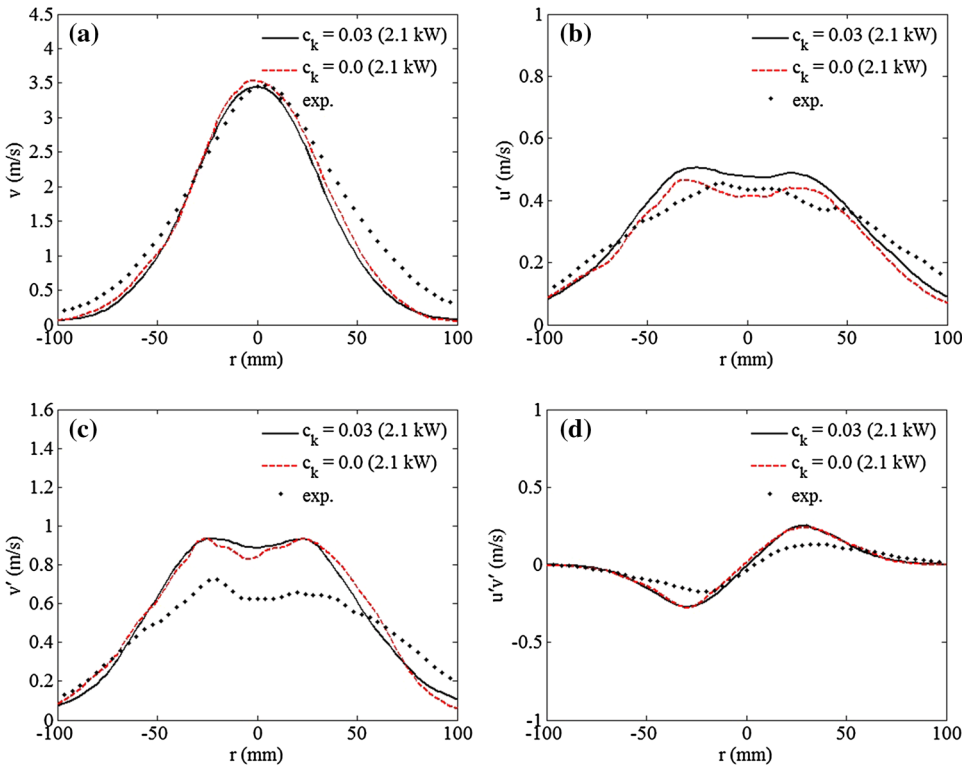 (a)
c_k = 0.03 (2.1 kW)
c_k = 0.0 (2.1 kW)
exp.
4.5
4
3.5
3
2.5
2
1.5
1
0.5
0
v (m/s)
-100
-50
0
50
100
r (mm)
(b)
c_k = 0.03 (2.1 kW)
c_k = 0.0 (2.1 kW)
exp.
1
0.8
0.6
0.4
0.2
0
u′ (m/s)
-100
-50
0
50
100
r (mm)
(c)
c_k = 0.03 (2.1 kW)
c_k = 0.0 (2.1 kW)
exp.
1.6
1.4
1.2
1
0.8
0.6
0.4
0.2
0
v′ (m/s)
-100
-50
0
50
100
r (mm)
(d)
c_k = 0.03 (2.1 kW)
c_k = 0.0 (2.1 kW)
exp.
1
0.5
0
-0.5
-1
u′v′ (m/s)
-100
-50
0
50
100
r (mm)